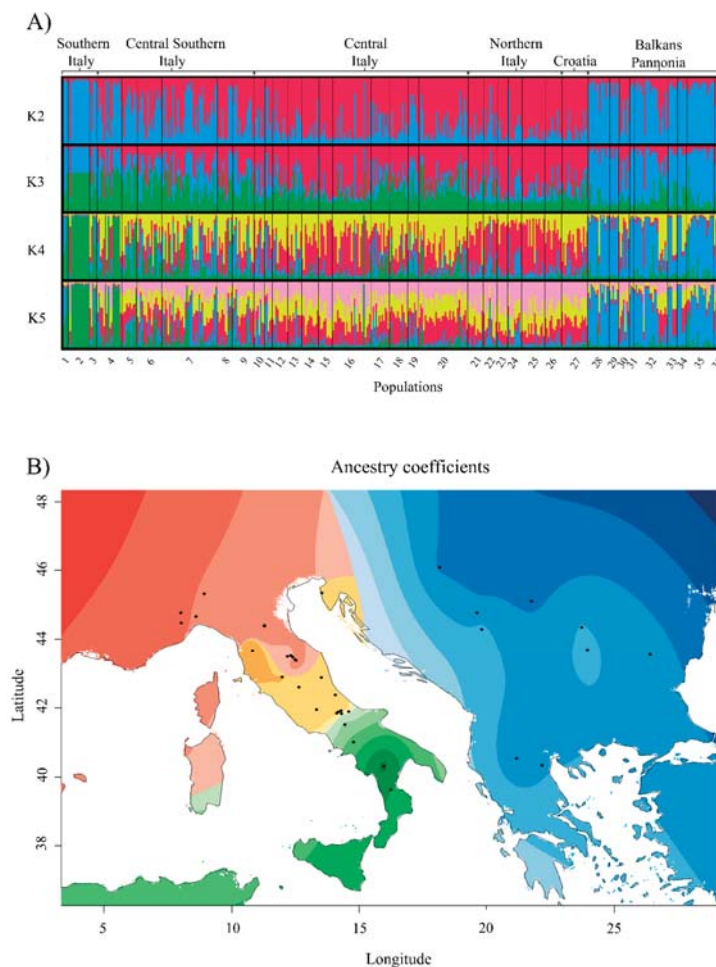 A)
Southern Italy
Central Southern Italy
Central Italy
Northern Italy
Croatia
Balkans Pannonia
K2
K3
K4
K5
1 2 3 4 5 6 7 8 9 10 11 12 13 14 15 16 17 18 19 20 21 22 23 24 25 26 27 28 29 30 31 32 33 34 35
Populations
B)
Ancestry coefficients
Latitude
48
46
44
42
40
38
5 10 15 20 25
Longitude